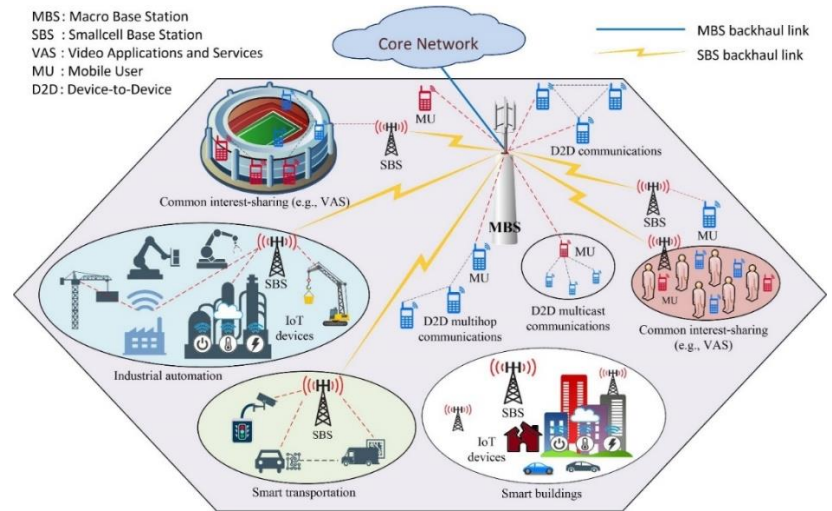 MBS : Macro Base Station
SBS : Smallcell Base Station
VAS : Video Applications and Services
MU : Mobile User
D2D : Device-to-Device
Core Network
MBS backhaul link
SBS backhaul link
MU
SBS
D2D communications
Common interest-sharing (e.g., VAS)
SBS
MU
MBS
SBS
IoT
devices
Industrial automation
MU
D2D multihop
communications
MU
D2D multicast
communications
MU
Common interest-sharing
(e.g., VAS)
SBS
Smart transportation
SBS
IoT
devices
Smart buildings